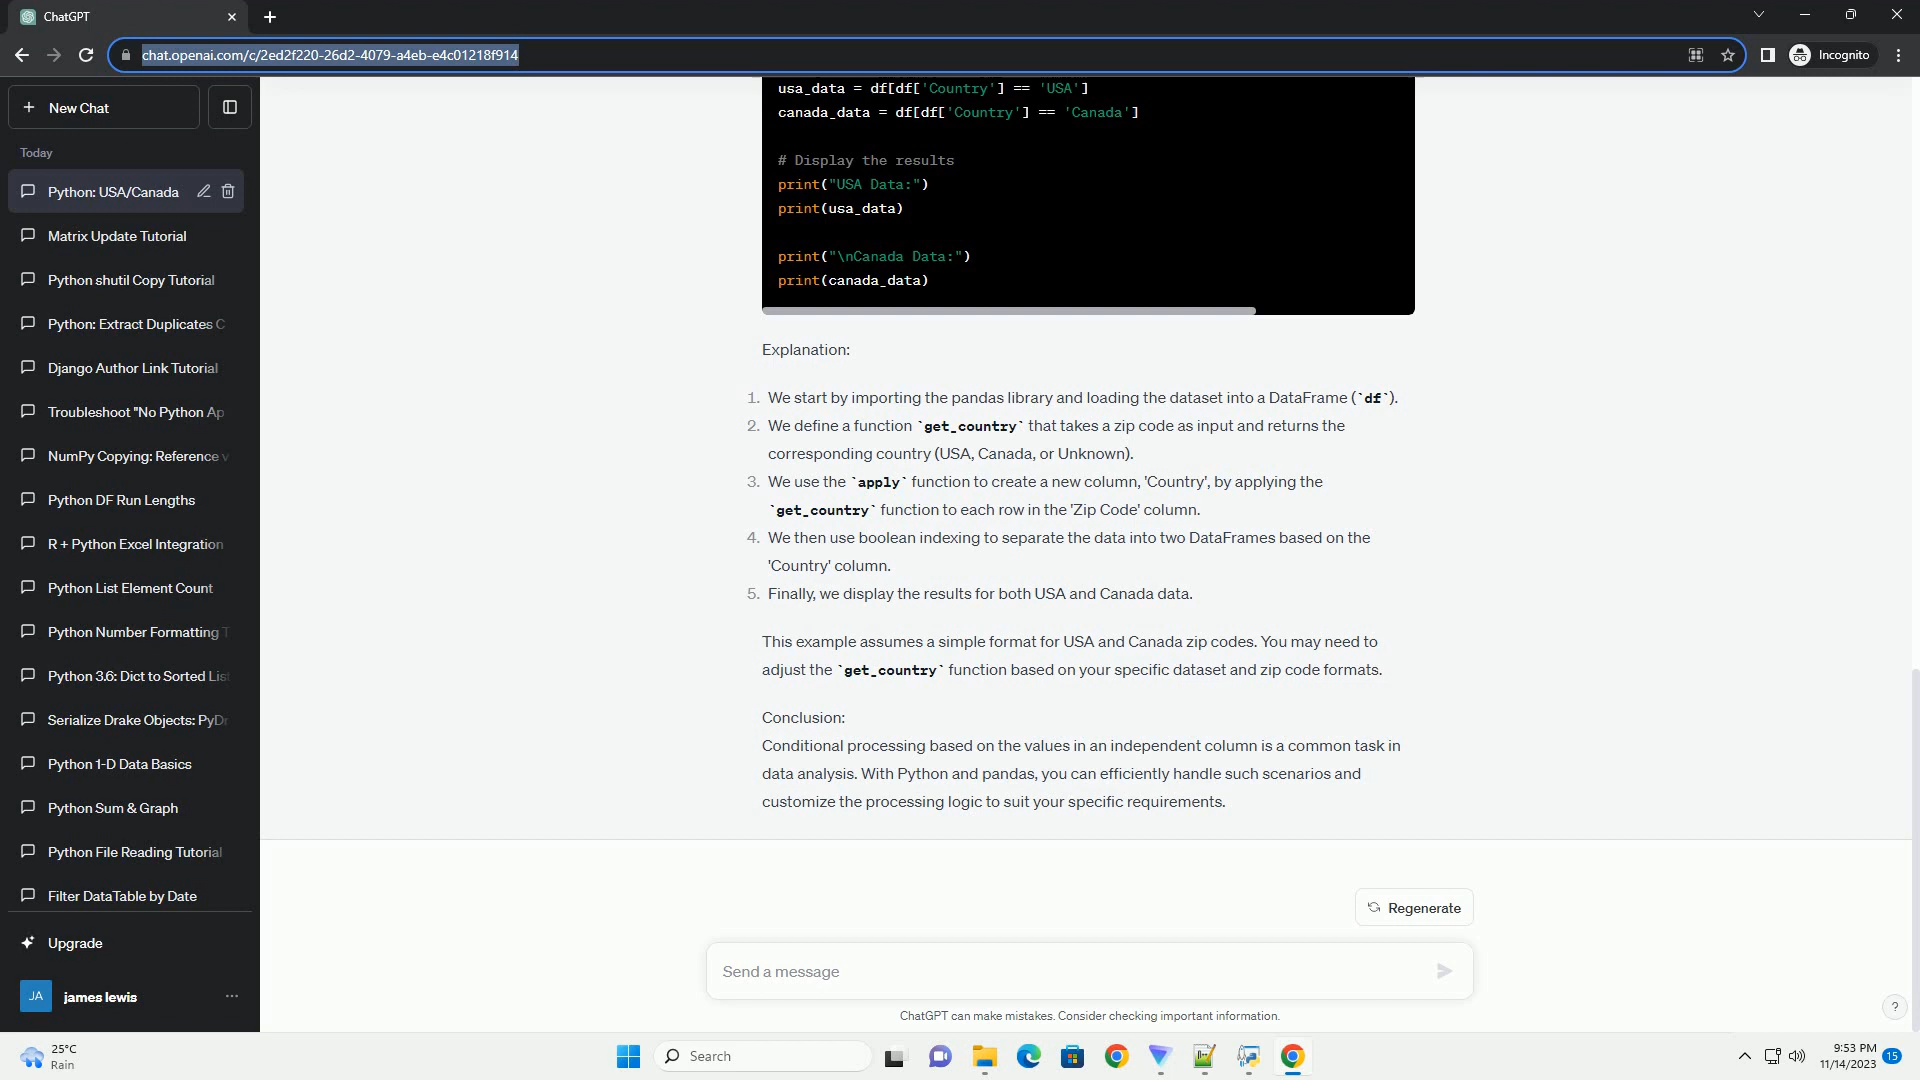 ChatGPT
chat.openai.com/c/2ed2f220-26d2-4079-a4eb-e4c01218f914
Incognito
New Chat
Today
Python: USA/Canada
Matrix Update Tutorial
Python shutil Copy Tutorial
Python: Extract Duplicates C
Django Author Link Tutorial
Troubleshoot "No Python Ap
NumPy Copying: Reference v
Python DF Run Lengths
R + Python Excel Integration
Python List Element Count
Python Number Formatting T
Python 3.6: Dict to Sorted List
Serialize Drake Objects: PyDr
Python 1-D Data Basics
Python Sum & Graph
Python File Reading Tutorial
Filter DataTable by Date
Upgrade
JA james lewis
usa_data = df[df['Country'] == 'USA']
canada_data = df[df['Country'] == 'Canada']
# Display the results
print("USA Data:")
print(usa_data)
print("\nCanada Data:")
print(canada_data)
Explanation:
1. We start by importing the pandas library and loading the dataset into a DataFrame (`df`).
2. We define a function `get_country` that takes a zip code as input and returns the
corresponding country (USA, Canada, or Unknown).
3. We use the `apply` function to create a new column, 'Country', by applying the
`get_country` function to each row in the 'Zip Code' column.
4. We then use boolean indexing to separate the data into two DataFrames based on the
'Country' column.
5. Finally, we display the results for both USA and Canada data.
This example assumes a simple format for USA and Canada zip codes. You may need to
adjust the `get_country` function based on your specific dataset and zip code formats.
Conclusion:
Conditional processing based on the values in an independent column is a common task in
data analysis. With Python and pandas, you can efficiently handle such scenarios and
customize the processing logic to suit your specific requirements.
Regenerate
Send a message
ChatGPT can make mistakes. Consider checking important information.
?
25°C
Rain
Search
9:53 PM
11/14/2023
15